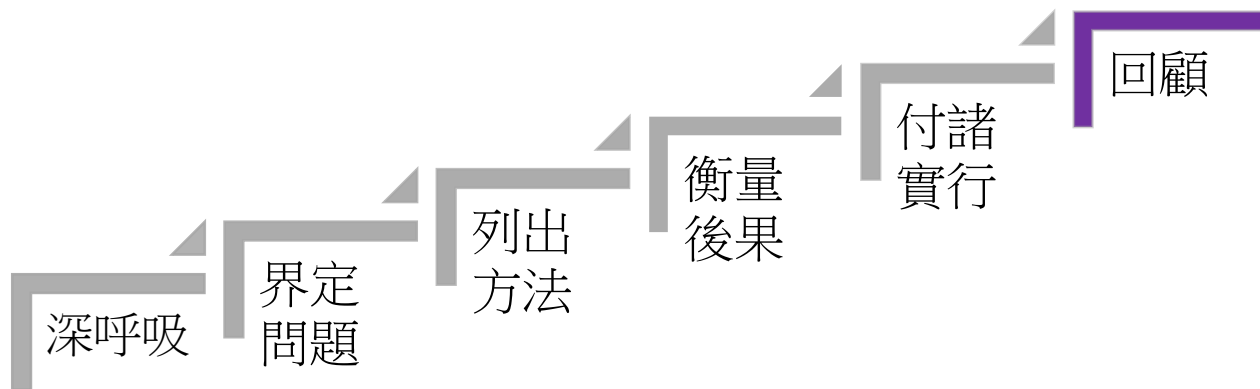 深呼吸
界定
問題
列出
方法
衡量
後果
付諸
實行
回顧